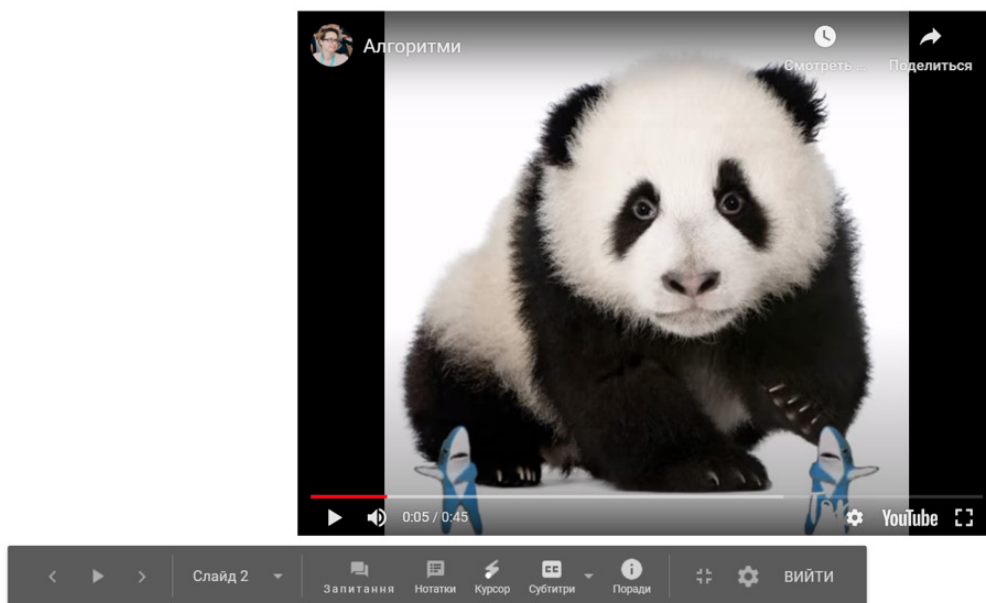 Алгоритми
Смотреть ...
Поделиться
0:05 / 0:45
YouTube
Слайд 2
Запитання
Нотатки
Курсор
Субтитри
Поради
ВИЙТИ